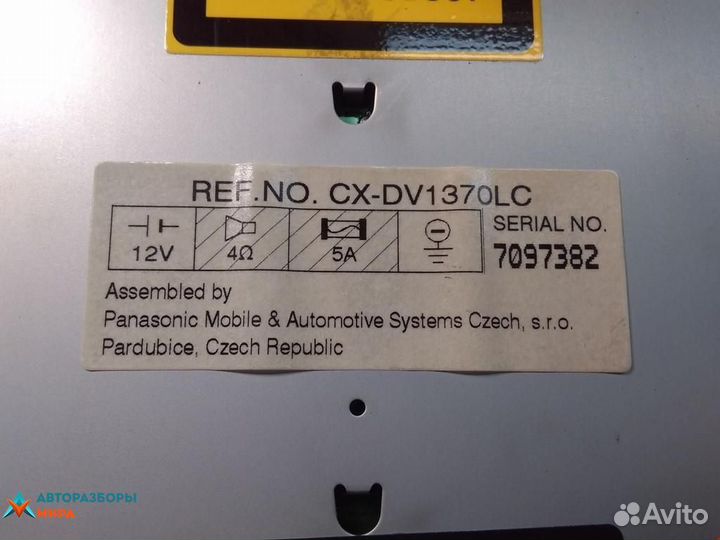 REF.NO. CX-DV1370LC
12V
4Ω
5A
SERIAL NO.
7097382
Assembled by
Panasonic Mobile & Automotive Systems Czech, s.r.o.
Pardubice, Czech Republic
АВТОРАЗБОРЫ
МИРА
Avito